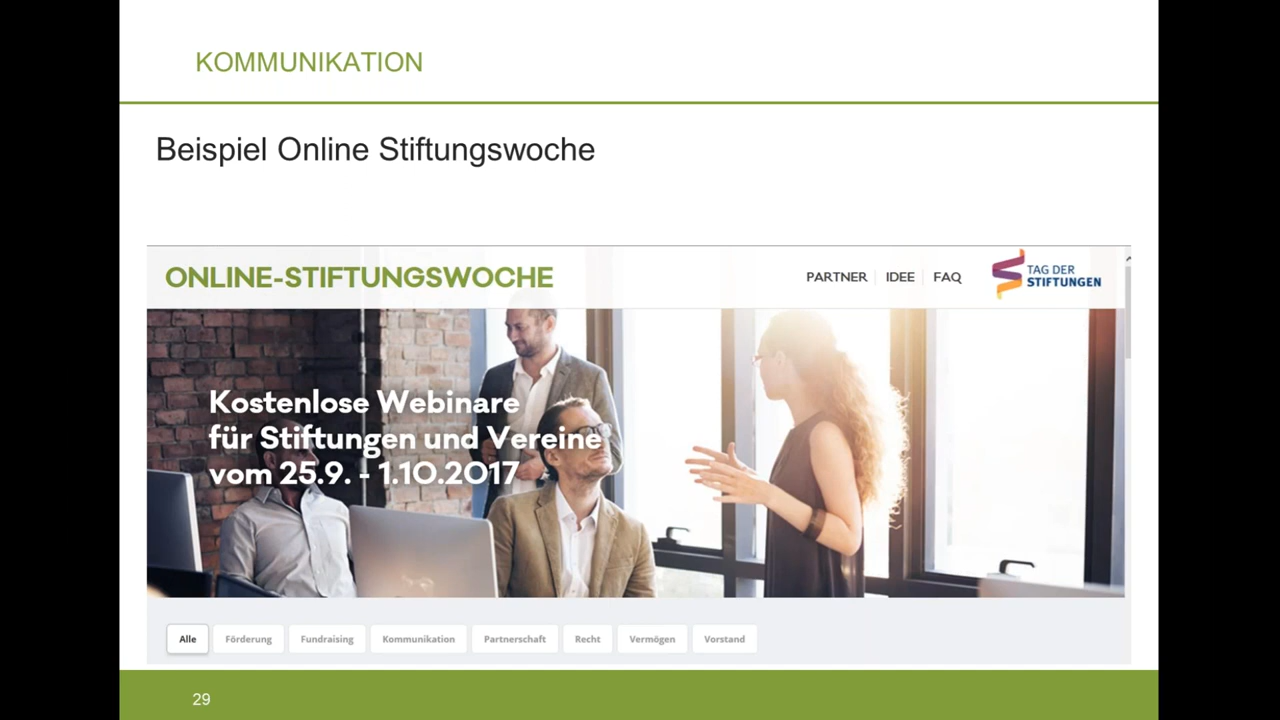 KOMMUNIKATION
Beispiel Online Stiftungswoche
ONLINE-STIFTUNGSWOCHE
PARTNER IDEE FAQ
TAG DER
STIFTUNGEN
Kostenlose Webinare
für Stiftungen und Vereine
vom 25.9. - 1.10.2017
Alle Förderung Fundraising Kommunikation Partnerschaft Recht Vermögen Vorstand
29